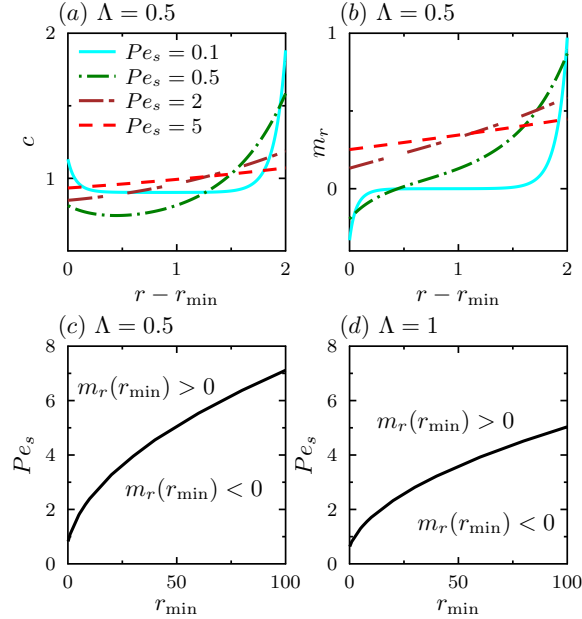 (a) Λ = 0.5
(b) Λ = 0.5
2
1
0
c
Pe_s = 0.1
Pe_s = 0.5
Pe_s = 2
Pe_s = 5
0 1 2
r − r_min
1
0
m_r
0 1 2
r − r_min
(c) Λ = 0.5
(d) Λ = 1
8
6
4
2
0
Pe_s
m_r(r_min) > 0
m_r(r_min) < 0
0 50 100
r_min
8
6
4
2
0
Pe_s
m_r(r_min) > 0
m_r(r_min) < 0
0 50 100
r_min